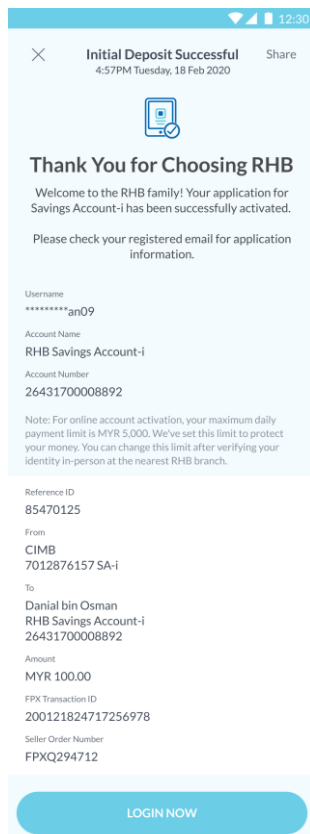 12:30
Initial Deposit Successful
Share
4:57PM Tuesday, 18 Feb 2020
Thank You for Choosing RHB
Welcome to the RHB family! Your application for
Savings Account-i has been successfully activated.
Please check your registered email for application
information.
Username
*********an09
Account Name
RHB Savings Account-i
Account Number
26431700008892
Note: For online account activation, your maximum daily
payment limit is MYR 5,000. We've set this limit to protect
your money. You can change this limit after verifying your
identity in-person at the nearest RHB branch.
Reference ID
85470125
From
CIMB
7012876157 SA-i
To
Danial bin Osman
RHB Savings Account-i
26431700008892
Amount
MYR 100.00
FPX Transaction ID
200121824717256978
Seller Order Number
FPXQ294712
LOGIN NOW